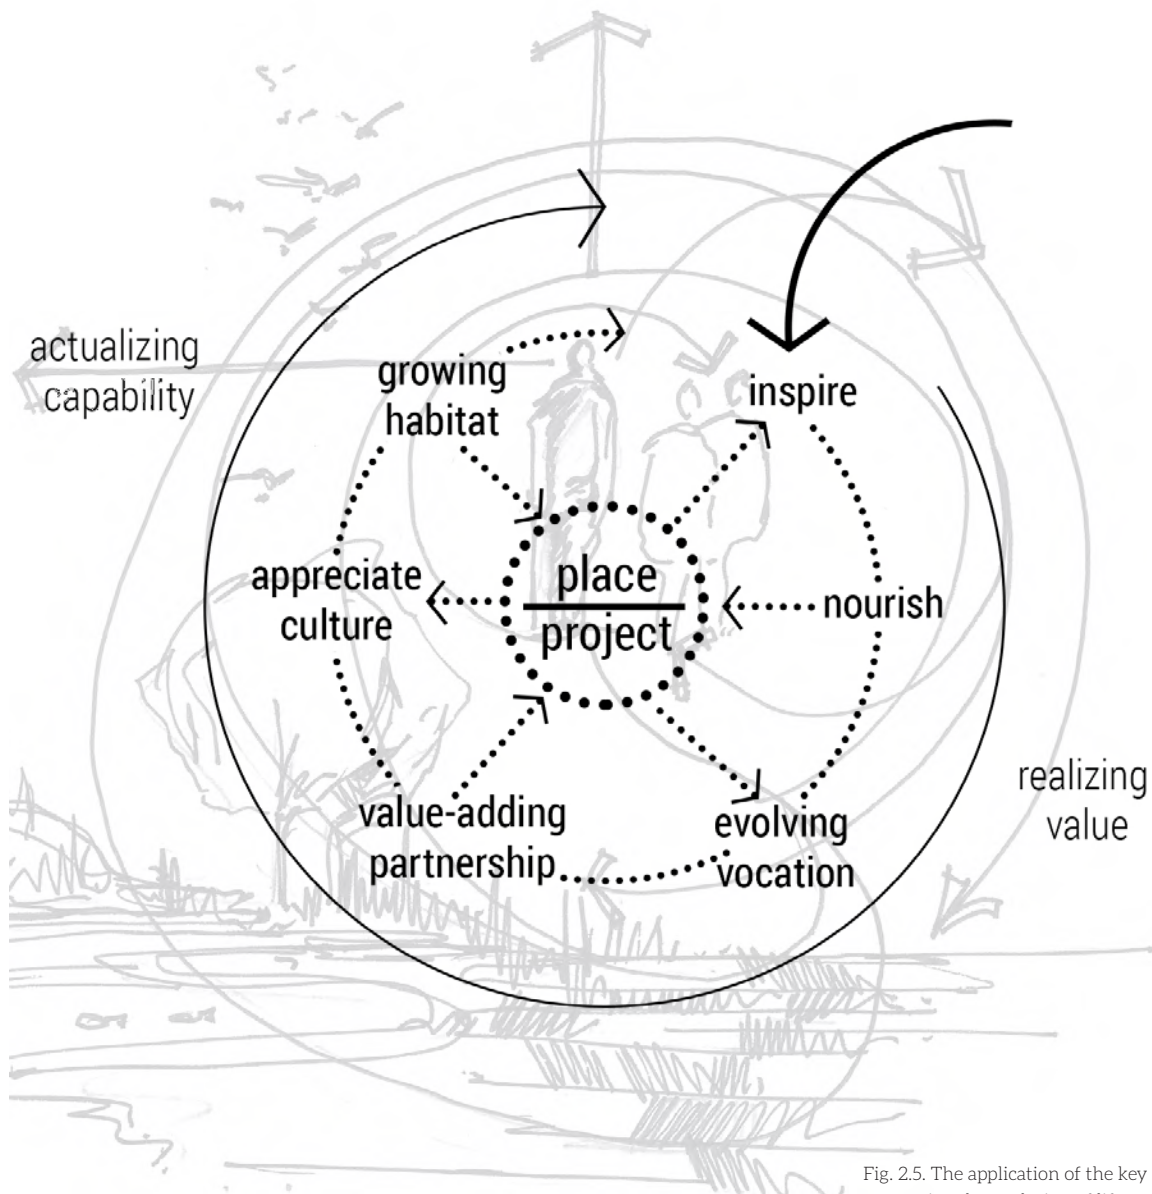 actualizing
capability
growing
habitat
inspire
appreciate
culture
place
project
nourish
value-adding
partnership
evolving
vocation
realizing
value
Fig. 2.5. The application of the key